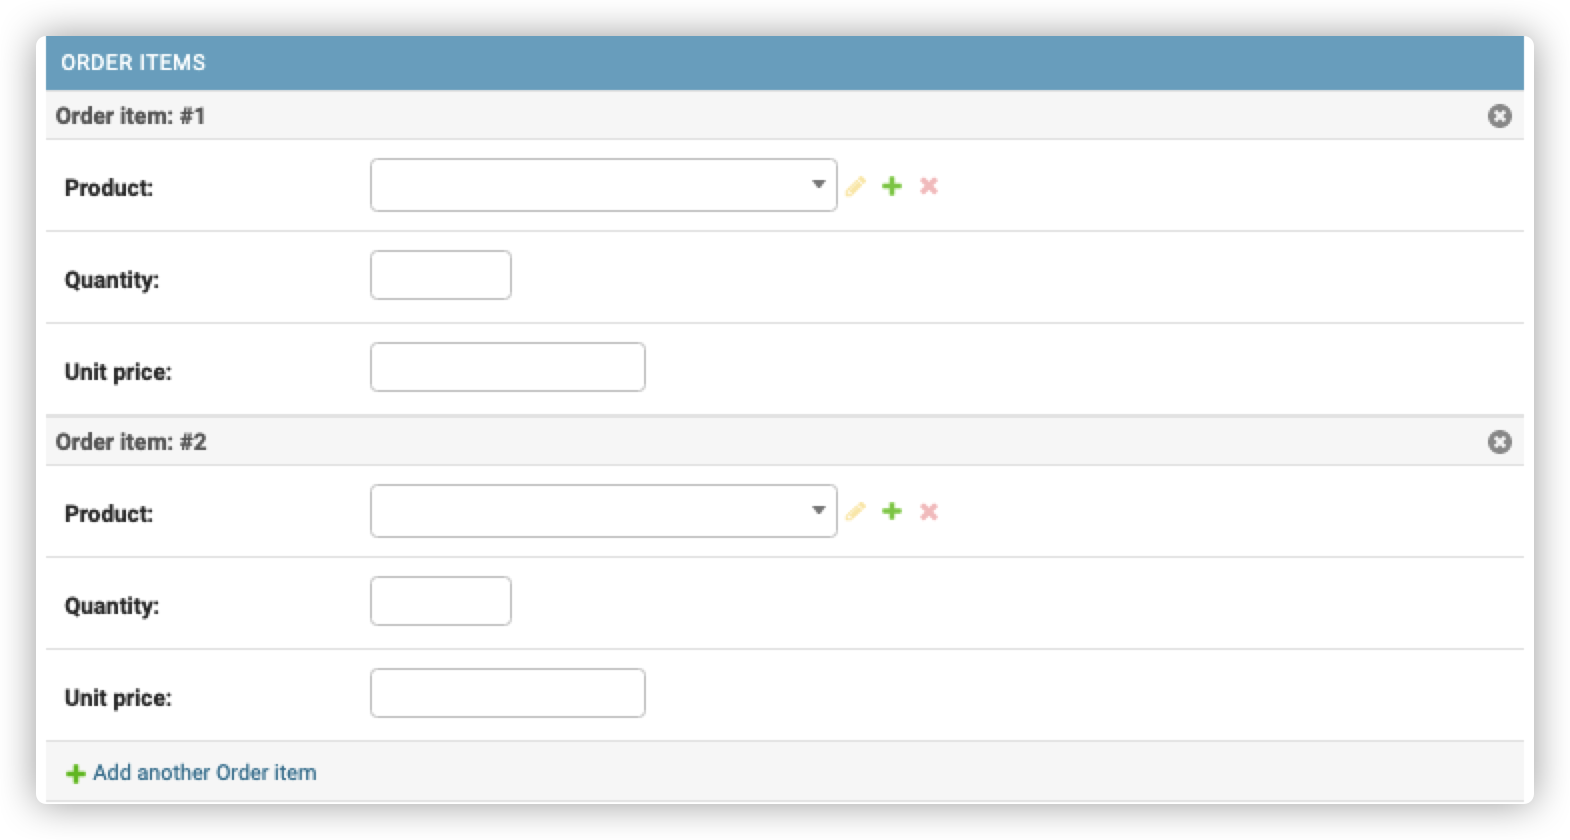 ORDER ITEMS
Order item: #1
Product:
Quantity:
Unit price:
Order item: #2
Product:
Quantity:
Unit price:
Add another Order item